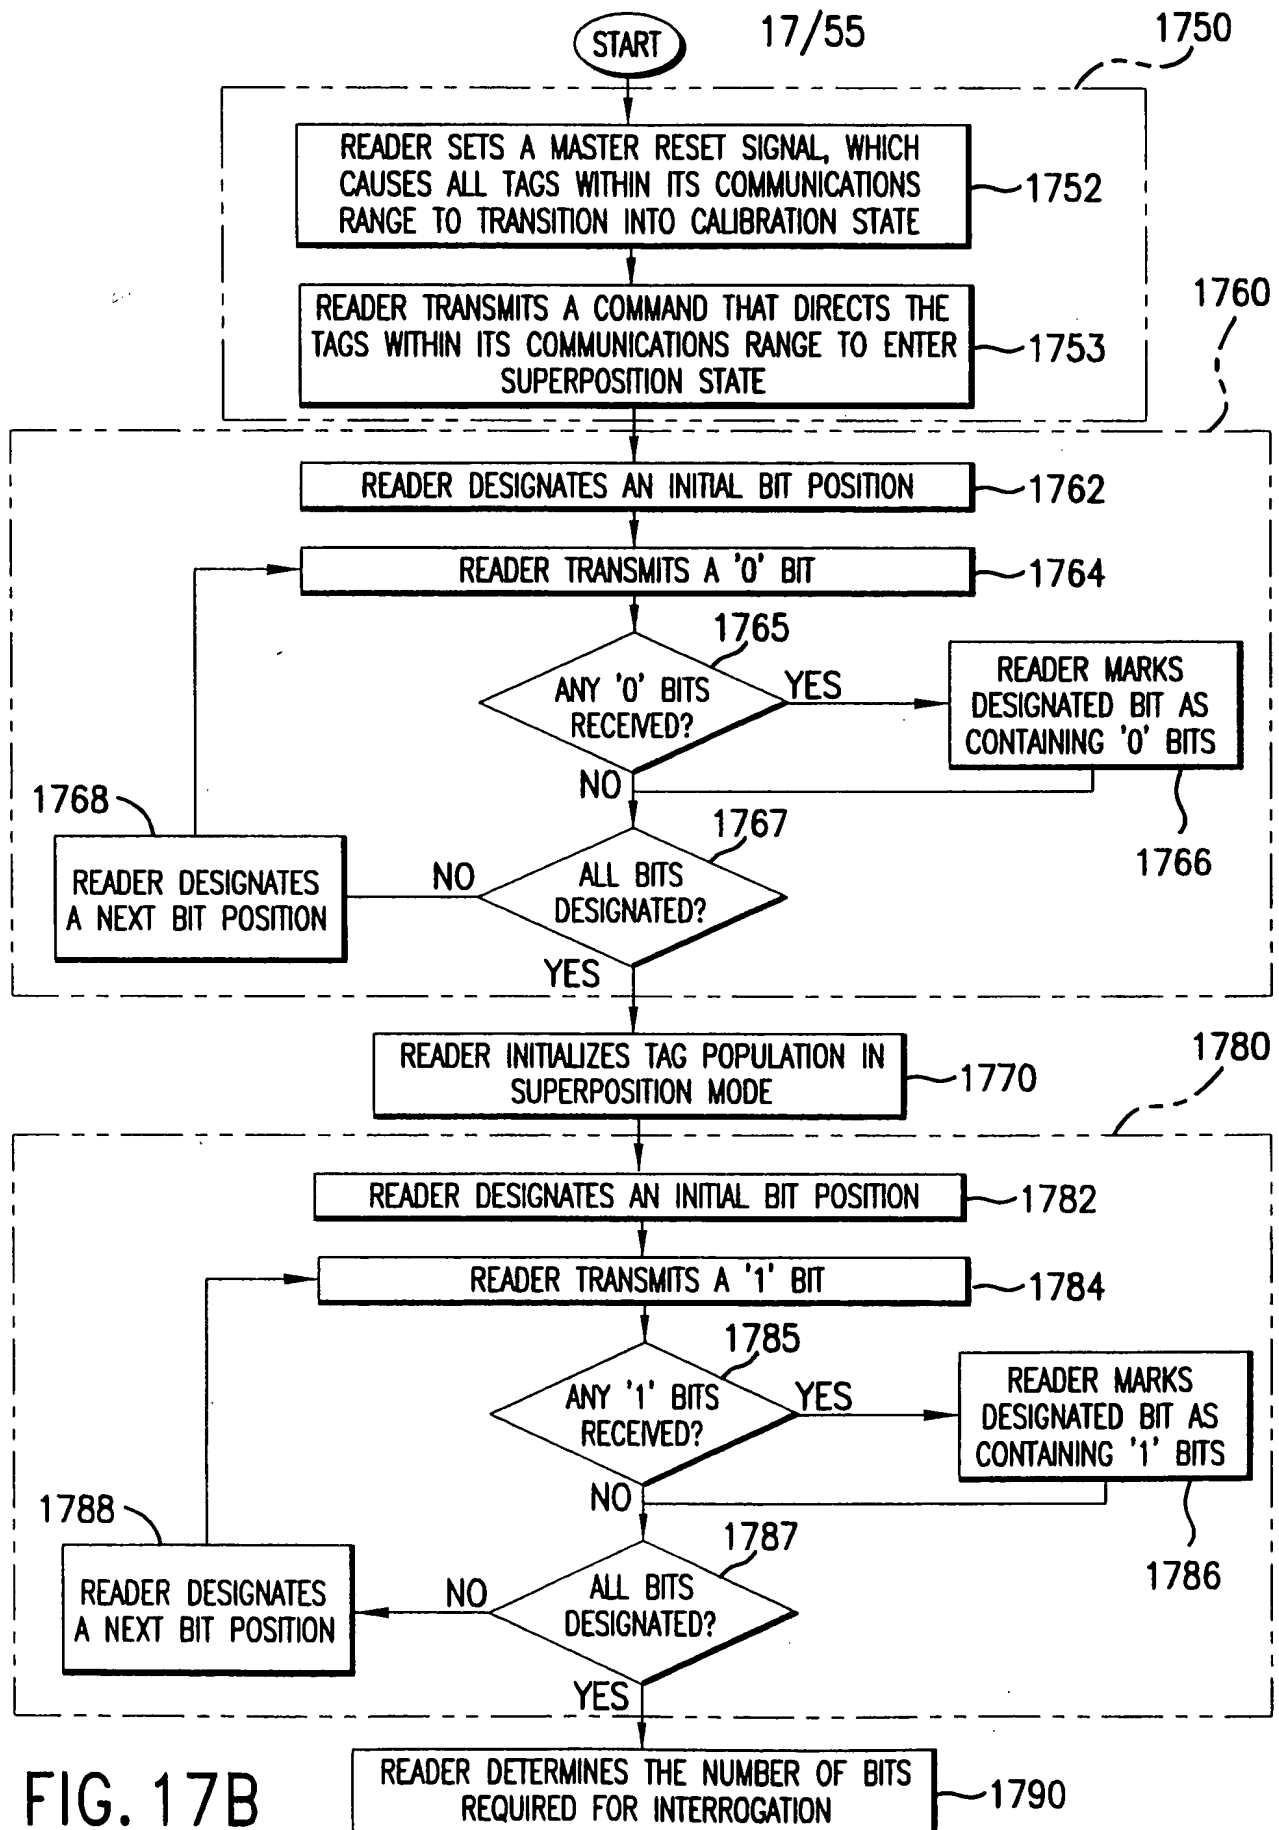 START
17/55
1750
READER SETS A MASTER RESET SIGNAL, WHICH
CAUSES ALL TAGS WITHIN ITS COMMUNICATIONS
RANGE TO TRANSITION INTO CALIBRATION STATE
1752
READER TRANSMITS A COMMAND THAT DIRECTS THE
TAGS WITHIN ITS COMMUNICATIONS RANGE TO ENTER
SUPERPOSITION STATE
1753
1760
READER DESIGNATES AN INITIAL BIT POSITION
1762
READER TRANSMITS A '0' BIT
1764
1765
ANY '0' BITS
RECEIVED?
YES
READER MARKS
DESIGNATED BIT AS
CONTAINING '0' BITS
1766
NO
1767
ALL BITS
DESIGNATED?
NO
1768
READER DESIGNATES
A NEXT BIT POSITION
YES
READER INITIALIZES TAG POPULATION IN
SUPERPOSITION MODE
1770
1780
READER DESIGNATES AN INITIAL BIT POSITION
1782
READER TRANSMITS A '1' BIT
1784
1785
ANY '1' BITS
RECEIVED?
YES
READER MARKS
DESIGNATED BIT AS
CONTAINING '1' BITS
1786
NO
1787
ALL BITS
DESIGNATED?
NO
1788
READER DESIGNATES
A NEXT BIT POSITION
YES
READER DETERMINES THE NUMBER OF BITS
REQUIRED FOR INTERROGATION
1790
FIG. 17B